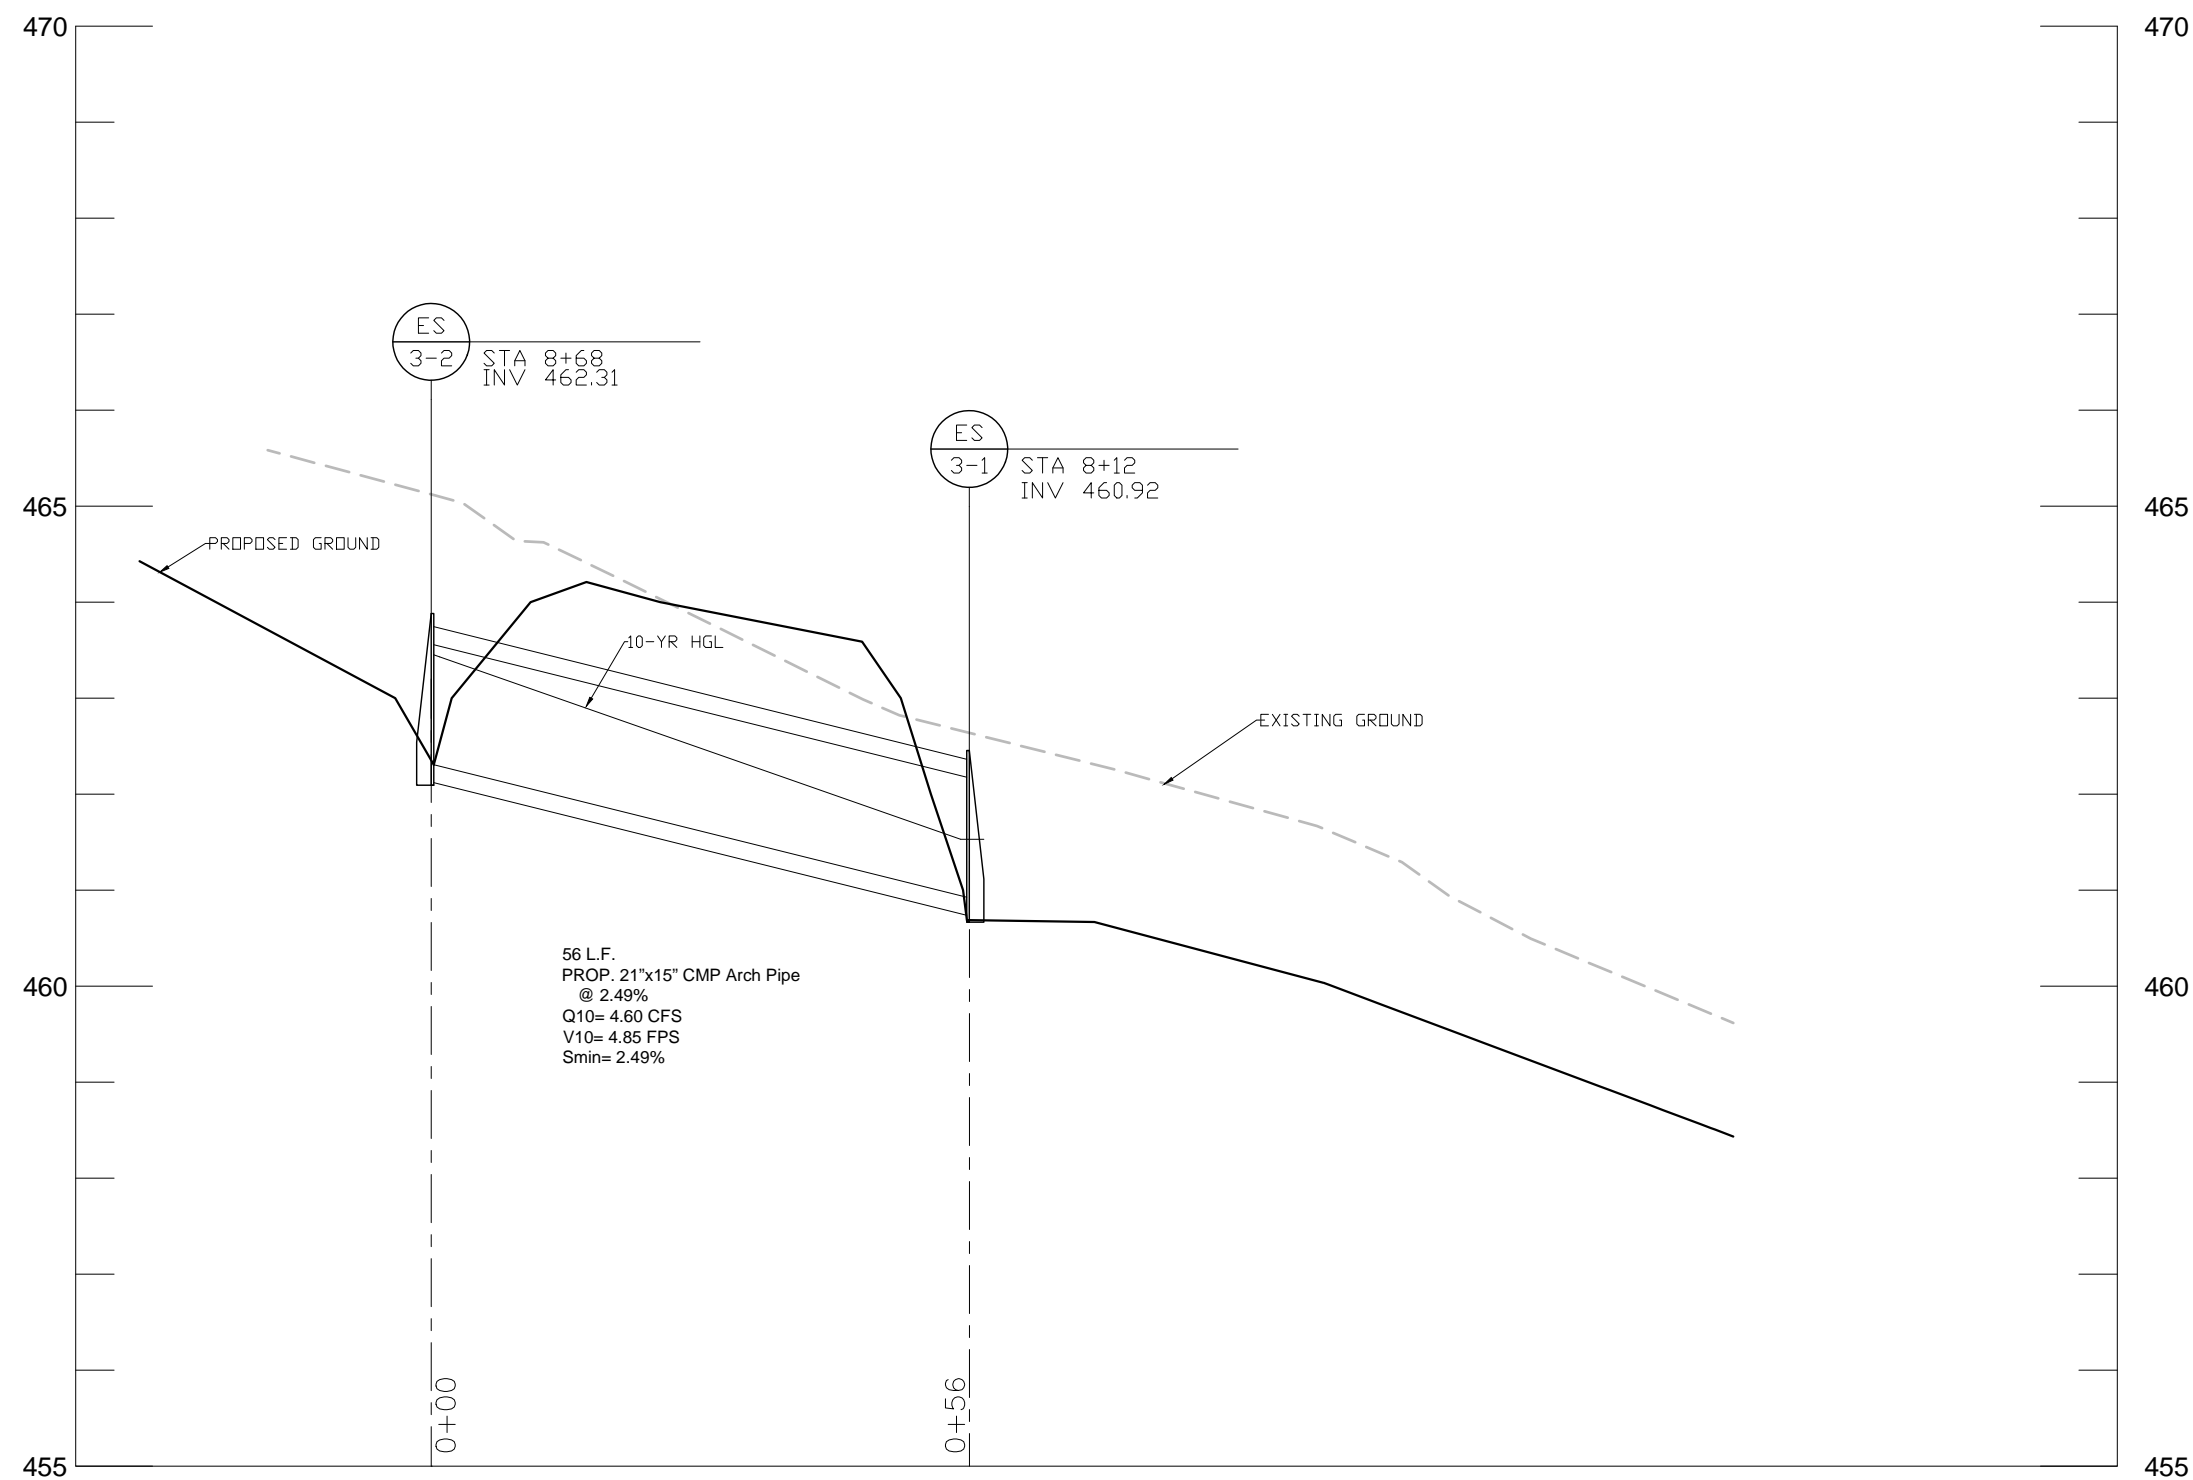 470
470
ES
3-2
STA 8+68
INV 462.31
ES
3-1
STA 8+12
INV 460.92
465
465
PROPOSED GROUND
10-YR HGL
EXISTING GROUND
56 L.F.
PROP. 21”x15” CMP Arch Pipe
@ 2.49%
Q10= 4.60 CFS
V10= 4.85 FPS
Smin= 2.49%
460
460
0+00
0+56
455
455